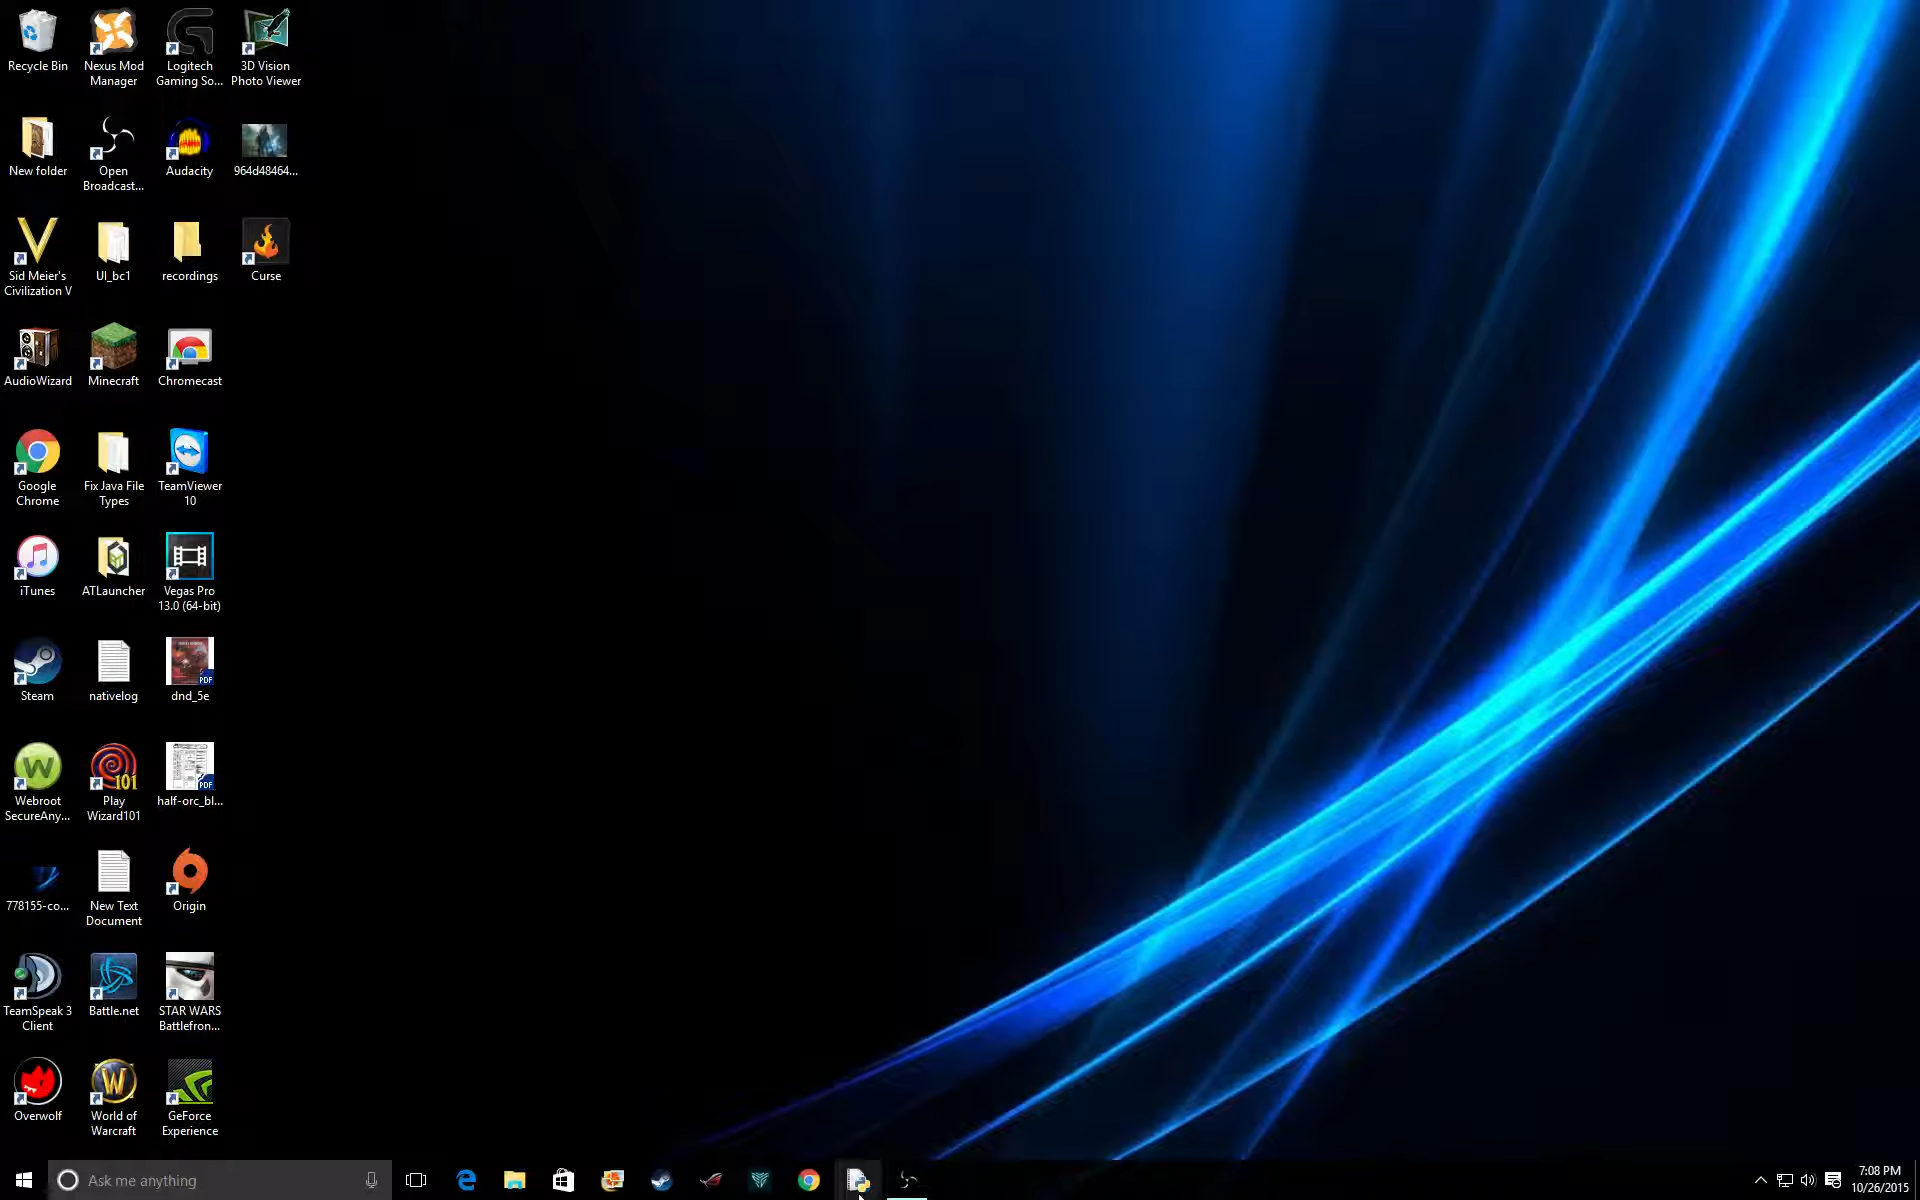 Recycle Bin
Nexus Mod
Manager
Logitech
Gaming So...
3D Vision
Photo Viewer
New folder
Open
Broadcast...
Audacity
964d48464...
Sid Meier's
Civilization V
UI_bc1
recordings
Curse
AudioWizard
Minecraft
Chromecast
Google
Chrome
Fix Java File
Types
TeamViewer
10
iTunes
ATLauncher
Vegas Pro
13.0 (64-bit)
Steam
nativelog
PDF
dnd_5e
W
Webroot
SecureAny...
101
Play
Wizard101
PDF
half-orc_bl...
778155-co...
New Text
Document
Origin
TeamSpeak 3
Client
Battle.net
STAR WARS
Battlefron...
Overwolf
W
World of
Warcraft
GeForce
Experience
Ask me anything
7:08 PM
10/26/2015